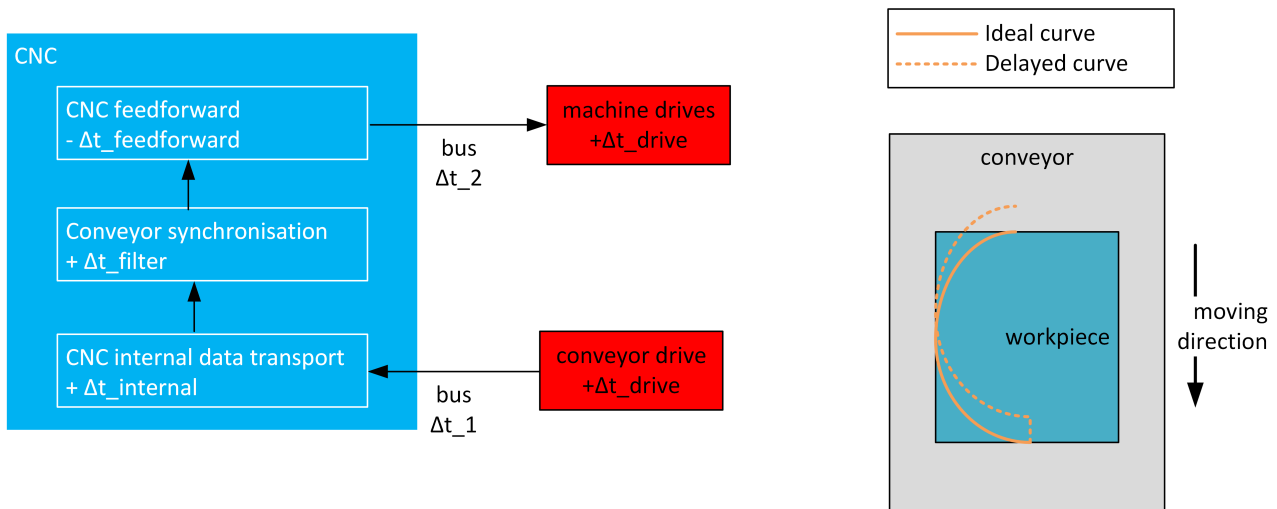 CNC
CNC feedforward
- Δt_feedforward
Conveyor synchronisation
+ Δt_filter
CNC internal data transport
+ Δt_internal
bus
Δt_2
machine drives
+Δt_drive
bus
Δt_1
conveyor drive
+Δt_drive
Ideal curve
Delayed curve
conveyor
workpiece
moving
direction